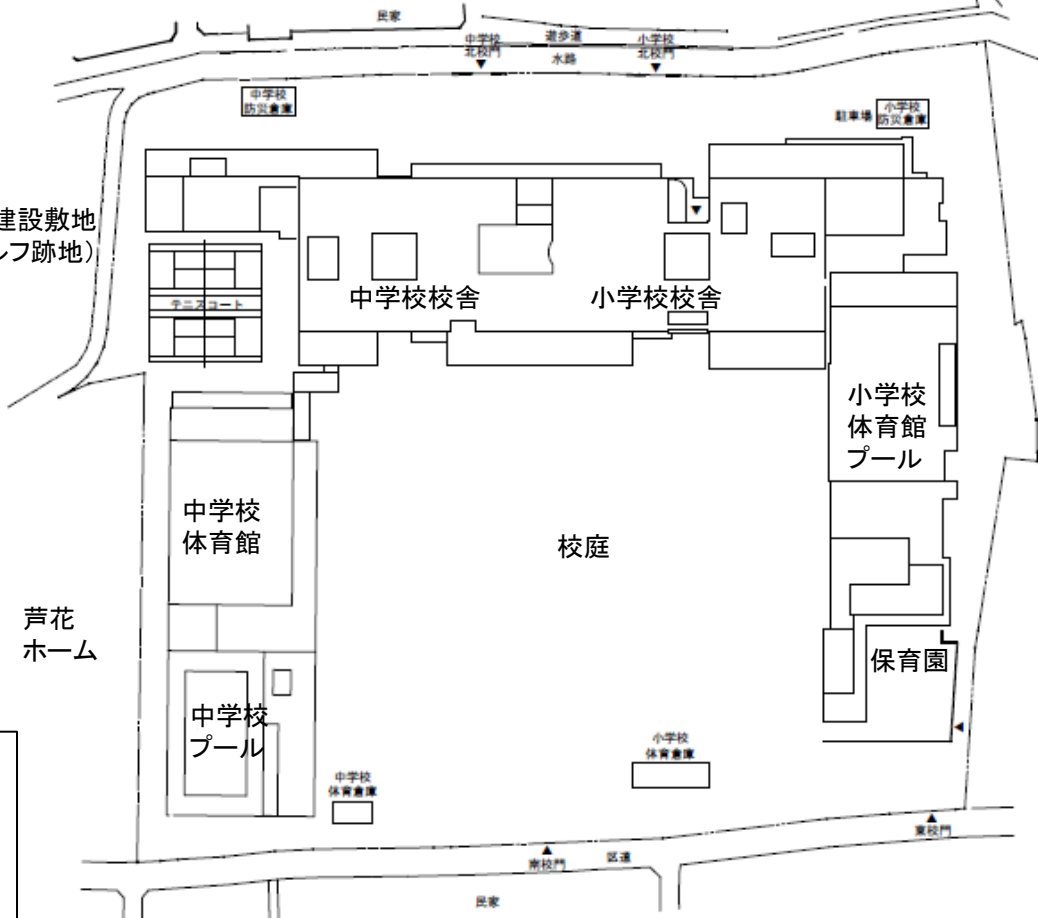 民家
遊歩道
中学校
北校門
小学校
北校門
水路
中学校
防災倉庫
駐車場
小学校
防災倉庫
建設敷地
ルフ跡地）
中学校校舎
小学校校舎
テニスコート
小学校
体育館
プール
中学校
体育館
校庭
芦花
ホーム
保育園
中学校
プール
小学校
体育倉庫
中学校
体育倉庫
東校門
南校門
区道
民家